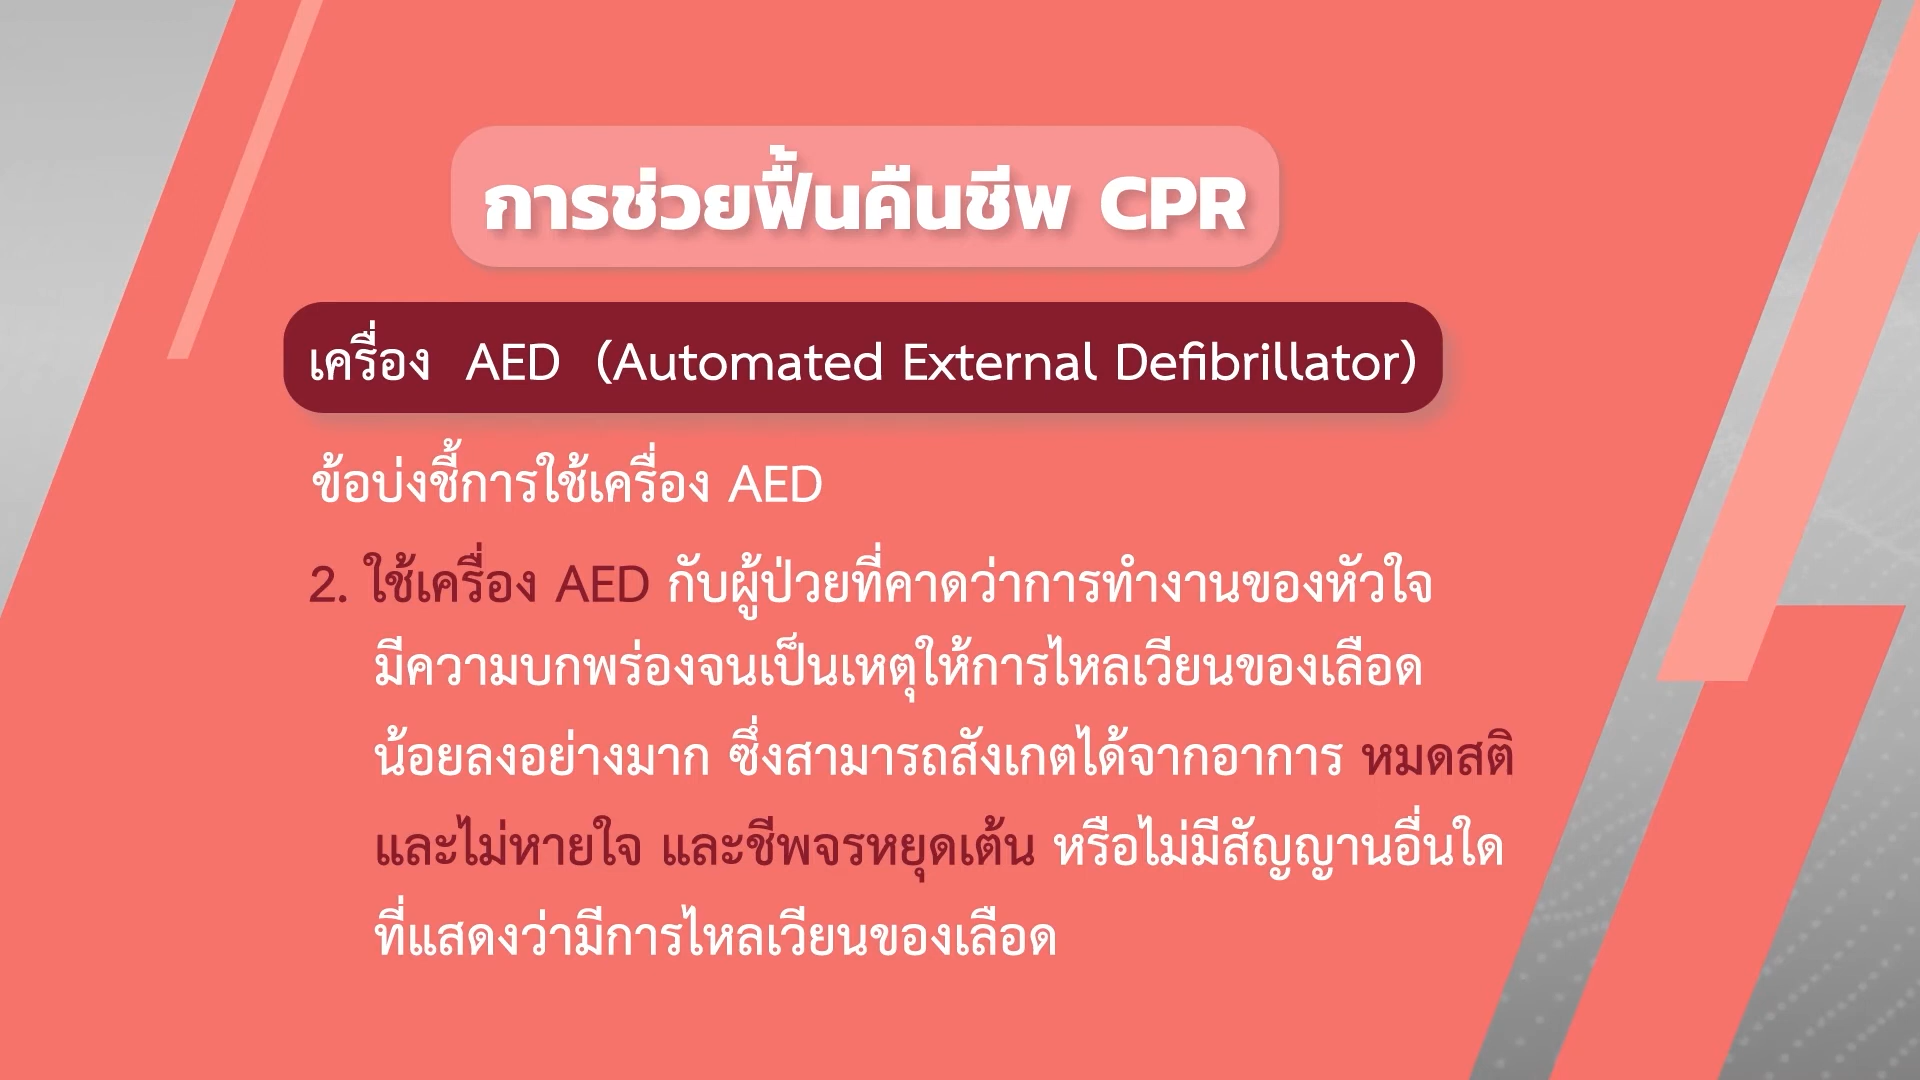 การช่วยฟื้นคืนชีพ CPR
เครื่อง AED (Automated External Defibrillator)
ข้อบ่งชี้การใช้เครื่อง AED
2. ใช้เครื่อง AED กับผู้ป่วยที่คาดว่าการทำงานของหัวใจ
มีความบกพร่องจนเป็นเหตุให้การไหลเวียนของเลือด
น้อยลงอย่างมาก ซึ่งสามารถสังเกตได้จากอาการ หมดสติ
และไม่หายใจ และชีพจรหยุดเต้น หรือไม่มีสัญญานอื่นใด
ที่แสดงว่ามีการไหลเวียนของเลือด